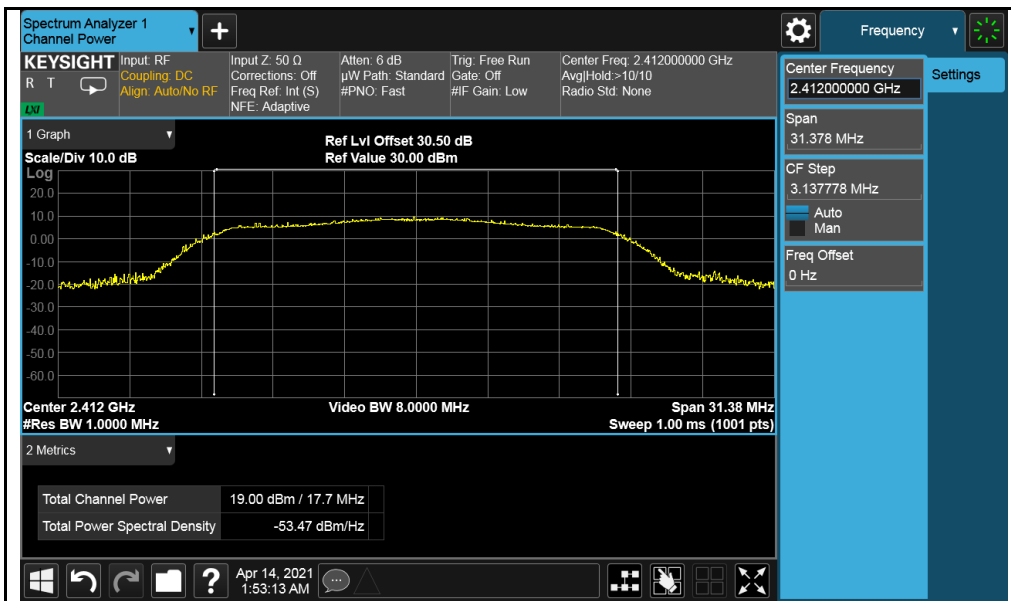 Spectrum Analyzer 1
Channel Power
Frequency
KEYSIGHT
R T
LXI
Input: RF
Coupling: DC
Align: Auto/No RF
Input Z: 50 Ω
Corrections: Off
Freq Ref: Int (S)
NFE: Adaptive
Atten: 6 dB
µW Path: Standard
#PNO: Fast
Trig: Free Run
Gate: Off
#IF Gain: Low
Center Freq: 2.412000000 GHz
Avg|Hold:>10/10
Radio Std: None
Center Frequency
2.412000000 GHz
Settings
Span
31.378 MHz
CF Step
3.137778 MHz
Auto
Man
Freq Offset
0 Hz
1 Graph
Scale/Div 10.0 dB
Ref Lvl Offset 30.50 dB
Ref Value 30.00 dBm
Log
20.0
10.0
0.00
-10.0
-20.0
-30.0
-40.0
-50.0
-60.0
Center 2.412 GHz
#Res BW 1.0000 MHz
Video BW 8.0000 MHz
Span 31.38 MHz
Sweep 1.00 ms (1001 pts)
2 Metrics
Total Channel Power 19.00 dBm / 17.7 MHz
Total Power Spectral Density -53.47 dBm/Hz
?
Apr 14, 2021
1:53:13 AM